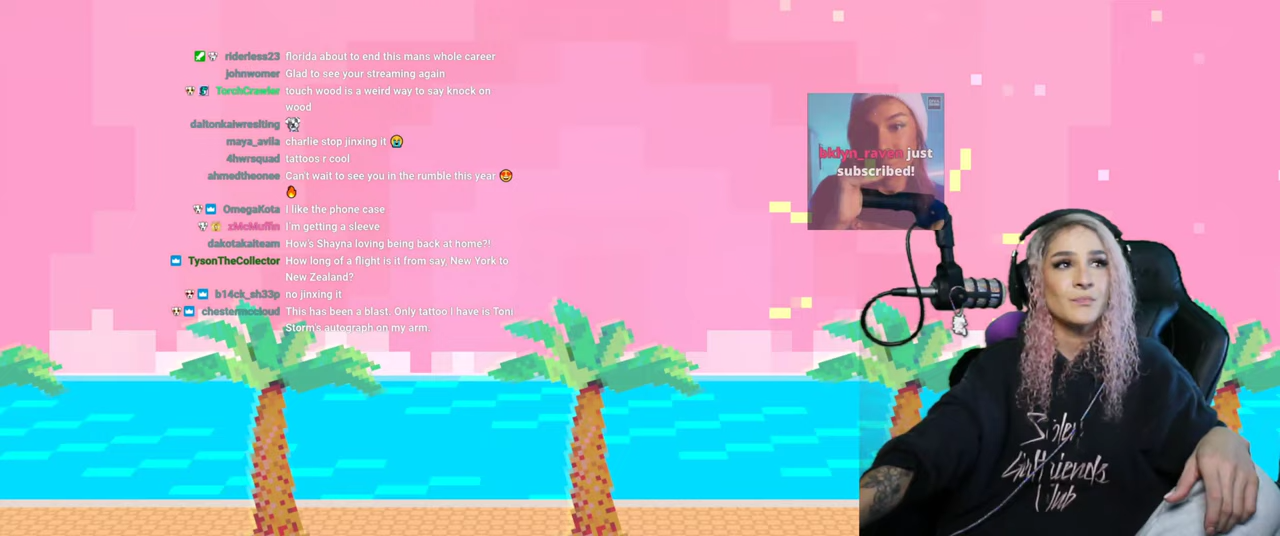 riderless23 florida about to end this mans whole career
johnwomer Glad to see your streaming again
TorchCrawler touch wood is a weird way to say knock on
wood
daltonkaiwreslting
maya_avila charlie stop jinxing it 😭
4hwrsquad tattoos r cool
ahmedtheonee Can't wait to see you in the rumble this year 😍
🔥
OmegaKota I like the phone case
xMcMuffin I'm getting a sleeve
dakotakaiteam How's Shayna loving being back at home?!
TysonTheCollector How long of a flight is it from say, New York to
New Zealand?
b14ck_sh33p no jinxing it
chestermccloud This has been a blast. Only tattoo I have is Toni
Storm's autograph on my arm.
bklyn_raven just
subscribed!
Stolen
Girlfriends
Club